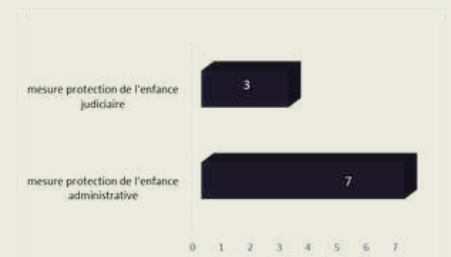 mesure protection de l'enfance
judiciaire
3
mesure protection de l'enfance
administrative
7
0 1 2 3 4 5 6 7